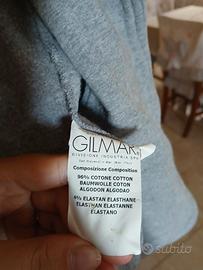 GILMAR
DIVISIONE INDUSTRIA SPA
Composizione Composition
96% COTONE COTTON
BAUMWOLLE COTON
ALGODON ALGODAO
4% ELASTAN ELASTHANE
ELASTHAN ELASTANNE
ELASTANO
subito